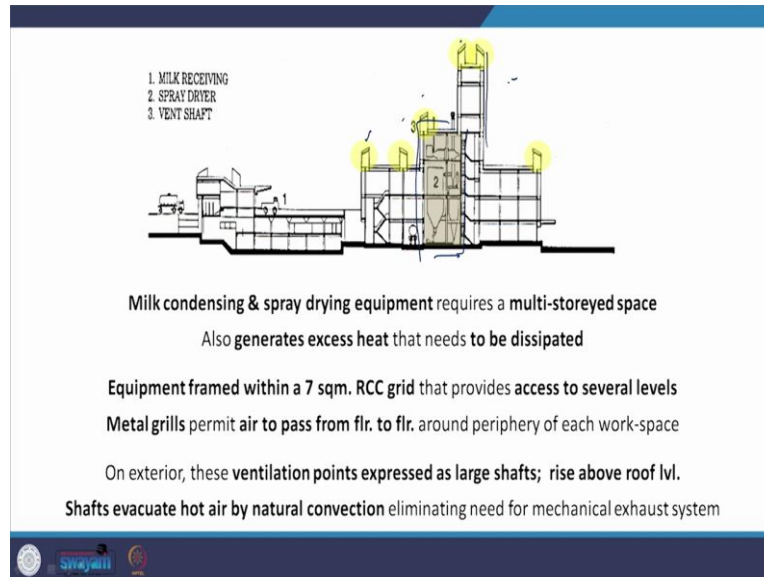 1. MILK RECEIVING
2. SPRAY DRYER
3. VENT SHAFT
3
2
1
Milk condensing & spray drying equipment requires a multi-storeyed space
Also generates excess heat that needs to be dissipated
Equipment framed within a 7 sqm. RCC grid that provides access to several levels
Metal grills permit air to pass from flr. to flr. around periphery of each work-space
On exterior, these ventilation points expressed as large shafts; rise above roof lvl.
Shafts evacuate hot air by natural convection eliminating need for mechanical exhaust system
swayam